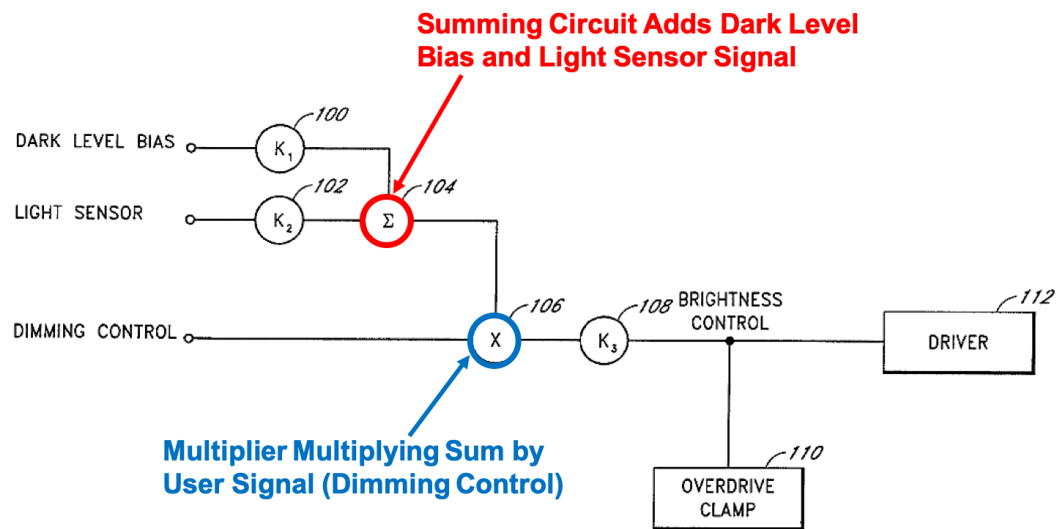 Summing Circuit Adds Dark Level
Bias and Light Sensor Signal
100
DARK LEVEL BIAS
K1
102
104
LIGHT SENSOR
K2
Σ
106
108
BRIGHTNESS
CONTROL
112
DIMMING CONTROL
X
K3
DRIVER
Multiplier Multiplying Sum by
User Signal (Dimming Control)
110
OVERDRIVE
CLAMP